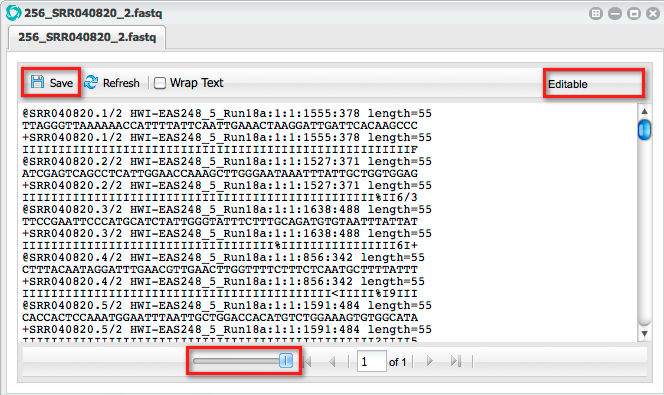 256_SRR040820_2.fastq
256_SRR040820_2.fastq
Save Refresh Wrap Text Editable
@SRR040820.1/2 HWI-EAS248_5_Run18a:1:1:1555:378 length=55
TTAGGGTTAAAAAACCATTTTATTCAATTGAAACTAAGGATTGATTCACAAGCCC
+SRR040820.1/2 HWI-EAS248_5_Run18a:1:1:1555:378 length=55
IIIIIIIIIIIIIIIIIIIIIIIIIIIIIIIIIIIIIIIIIIIIIIIIIIIIIIF
@SRR040820.2/2 HWI-EAS248_5_Run18a:1:1:1527:371 length=55
ATCGAGTCAGCCTCATTGGAACCAAAGCTTGGGAATAAATTTATTGCTGGTGGAG
+SRR040820.2/2 HWI-EAS248_5_Run18a:1:1:1527:371 length=55
IIIIIIIIIIIIIIIIIIIIIIIIIIIIIIIIIIIIIIIIIIIIIIIII%II6/3
@SRR040820.3/2 HWI-EAS248_5_Run18a:1:1:1638:488 length=55
TTCCGAATTCCCATGCATCTATTGGGTATTTCTTTGCAGATGTGTAATTTATTAT
+SRR040820.3/2 HWI-EAS248_5_Run18a:1:1:1638:488 length=55
IIIIIIIIIIIIIIIIIIIIIIIIIIIIIIIIIII%IIIIIIIIIIIIIIIII6I+
@SRR040820.4/2 HWI-EAS248_5_Run18a:1:1:856:342 length=55
CTTTACAATAGGATTTGAACGTTGAACTTGGTTTTCTTTCTCAATGCTTTTATTT
+SRR040820.4/2 HWI-EAS248_5_Run18a:1:1:856:342 length=55
IIIIIIIIIIIIIIIIIIIIIIIIIIIIIIIIIIIIIIIIIII<IIIII%I9III
@SRR040820.5/2 HWI-EAS248_5_Run18a:1:1:1591:484 length=55
CACCACTCCAAATGGAATTTAATTGCTGGACCACATGTCTGGAAAGTGTGGCATA
+SRR040820.5/2 HWI-EAS248_5_Run18a:1:1:1591:484 length=55
1 of 1